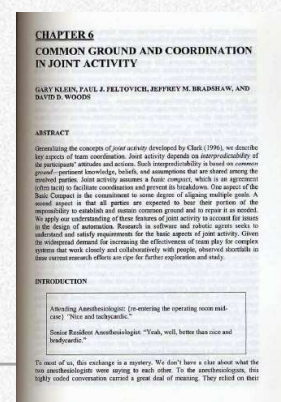 CHAPTER 6
COMMON GROUND AND COORDINATION
IN JOINT ACTIVITY
GARY KLEIN, PAUL J. FELTOVICH, JEFFREY M. BRADSHAW, AND
DAVID D. WOODS
ABSTRACT
Generalizing the concepts of joint activity developed by Clark (1996), we describe
key aspects of team coordination. Joint activity depends on interpredictability of
the participants' attitudes and actions. Such interpredictability is based on common
ground—pertinent knowledge, beliefs, and assumptions that are shared among the
involved parties. Joint activity assumes a basic compact, which is an agreement
(often tacit) to facilitate coordination and prevent its breakdown. One aspect of the
Basic Compact is the commitment to some degree of aligning multiple goals. A
second aspect is that all parties are expected to bear their portion of the
responsibility to establish and sustain common ground and to repair it as needed.
We apply our understanding of these features of joint activity to account for issues
in the design of automation. Research in software and robotic agents seeks to
understand and satisfy requirements for the basic aspects of joint activity. Given
the widespread demand for increasing the effectiveness of team play for complex
systems that work closely and collaboratively with people, observed shortfalls in
these current research efforts are ripe for further exploration and study.
INTRODUCTION
Attending Anesthesiologist: (re-entering the operating room mid-
case) "Nice and tachycardic."
Senior Resident Anesthesiologist: "Yeah, well, better than nice and
bradycardic."
To most of us, this exchange is a mystery. We don't have a clue about what the
two anesthesiologists were saying to each other. To the anesthesiologists, this
highly coded conversation carried a great deal of meaning. They relied on their